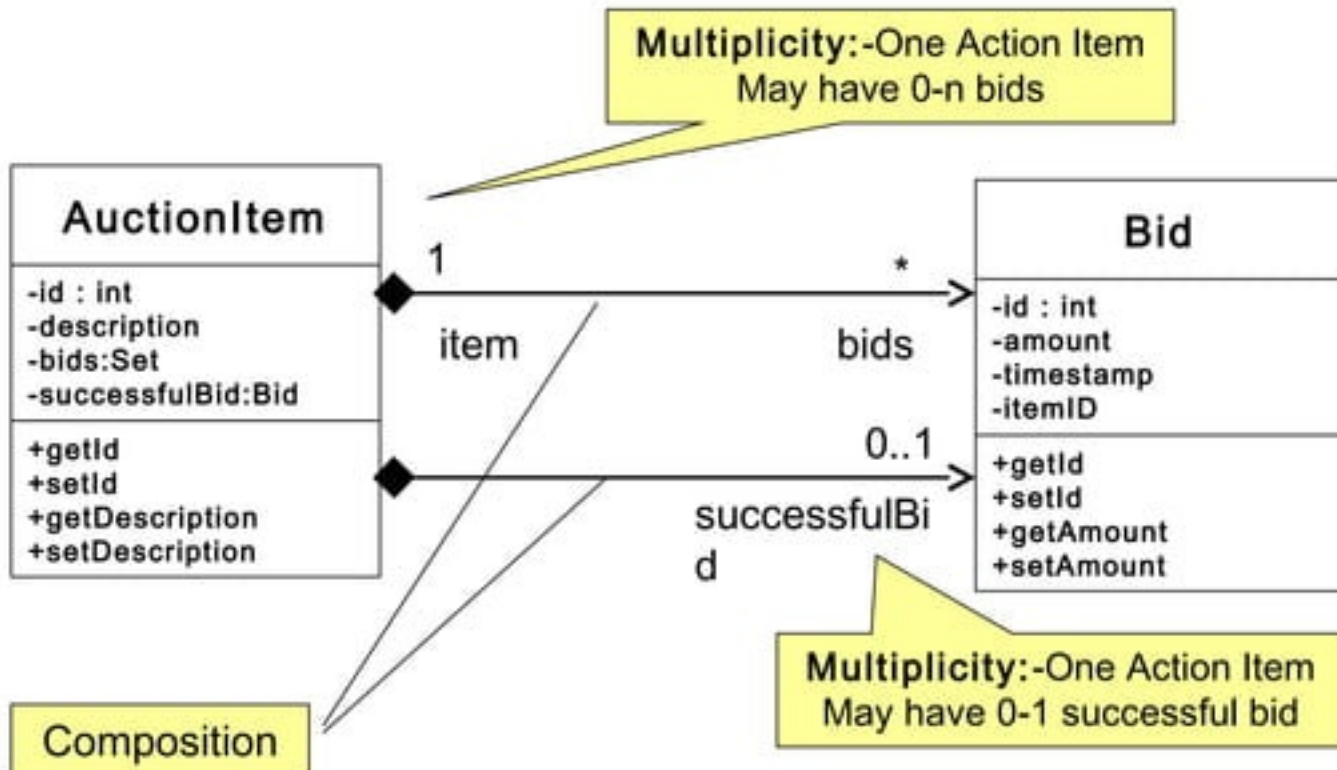 Multiplicity:-One Action Item
May have 0-n bids
AuctionItem
-id : int
-description
-bids:Set
-successfulBid:Bid
+getId
+setId
+getDescription
+setDescription
1
*
item
bids
0..1
successfulBi
d
Bid
-id : int
-amount
-timestamp
-itemID
+getId
+setId
+getAmount
+setAmount
Multiplicity:-One Action Item
May have 0-1 successful bid
Composition